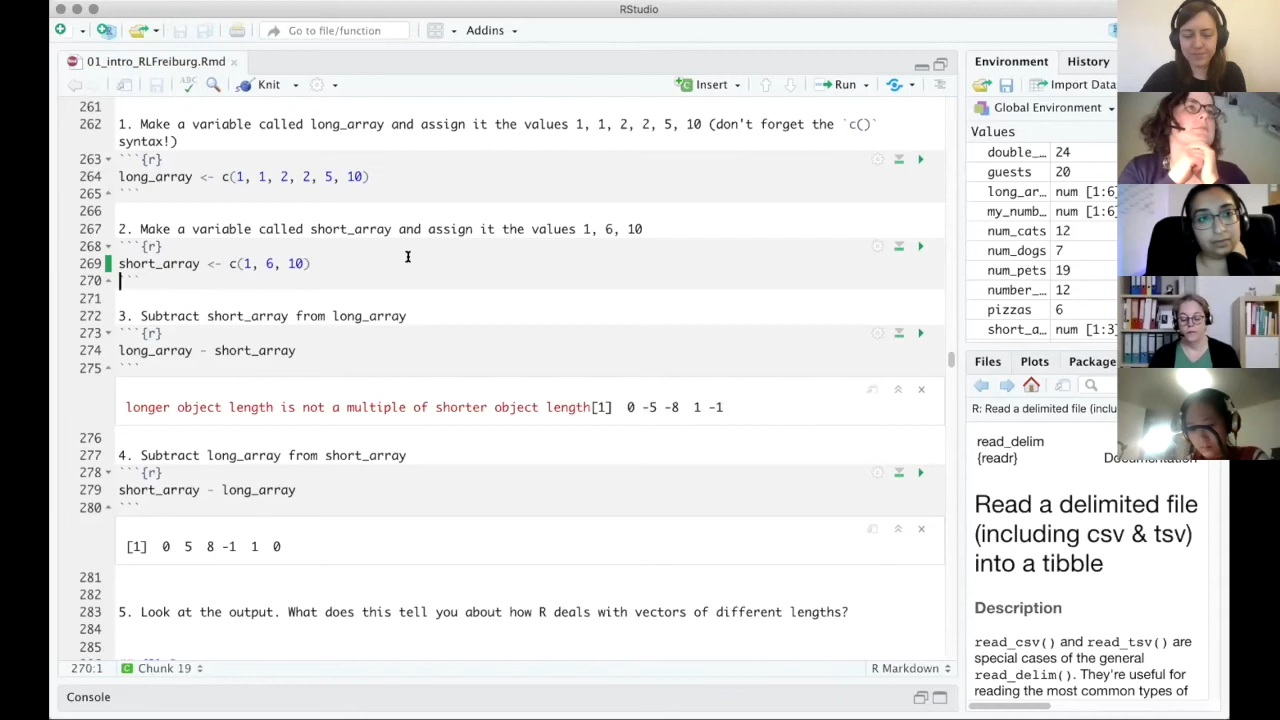 RStudio
Go to file/function
Addins
01_intro_RLFreiburg.Rmd
Knit
Insert
Run
261
262 1. Make a variable called long_array and assign it the values 1, 1, 2, 2, 5, 10 (don't forget the `c()`
syntax!)
263 ```{r}
264 long_array <- c(1, 1, 2, 2, 5, 10)
265 ```
266
267 2. Make a variable called short_array and assign it the values 1, 6, 10
268 ```{r}
269 short_array <- c(1, 6, 10)
270 ```
271
272 3. Subtract short_array from long_array
273 ```{r}
274 long_array - short_array
275 ```
longer object length is not a multiple of shorter object length[1]  0 -5 -8  1 -1
276
277 4. Subtract long_array from short_array
278 ```{r}
279 short_array - long_array
280 ```
[1]  0  5  8 -1  1  0
281
282
283 5. Look at the output. What does this tell you about how R deals with vectors of different lengths?
284
285
270:1 Chunk 19 R Markdown
Console
Environment History
Import Data
Global Environment
Values
double_… 24
guests 20
long_ar… num [1:6]
my_numb… num [1:6]
num_cats 12
num_dogs 7
num_pets 19
number_… 12
pizzas 6
short_a… num [1:3]
Files Plots Package
R: Read a delimited file (inclu
read_delim
{readr} Documentation
Read a delimited file
(including csv & tsv)
into a tibble
Description
read_csv() and read_tsv() are
special cases of the general
read_delim(). They're useful for
reading the most common types of